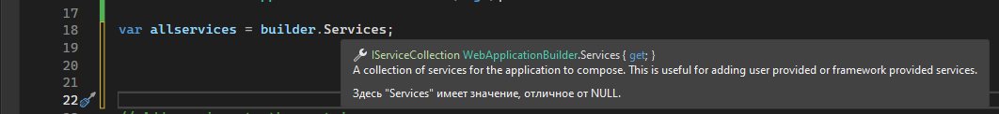 17
18 var allservices = builder.Services;
19
IServiceCollection WebApplicationBuilder.Services { get; }
20
A collection of services for the application to compose. This is useful for adding user provided or framework provided services.
21
Здесь "Services" имеет значение, отличное от NULL.
22